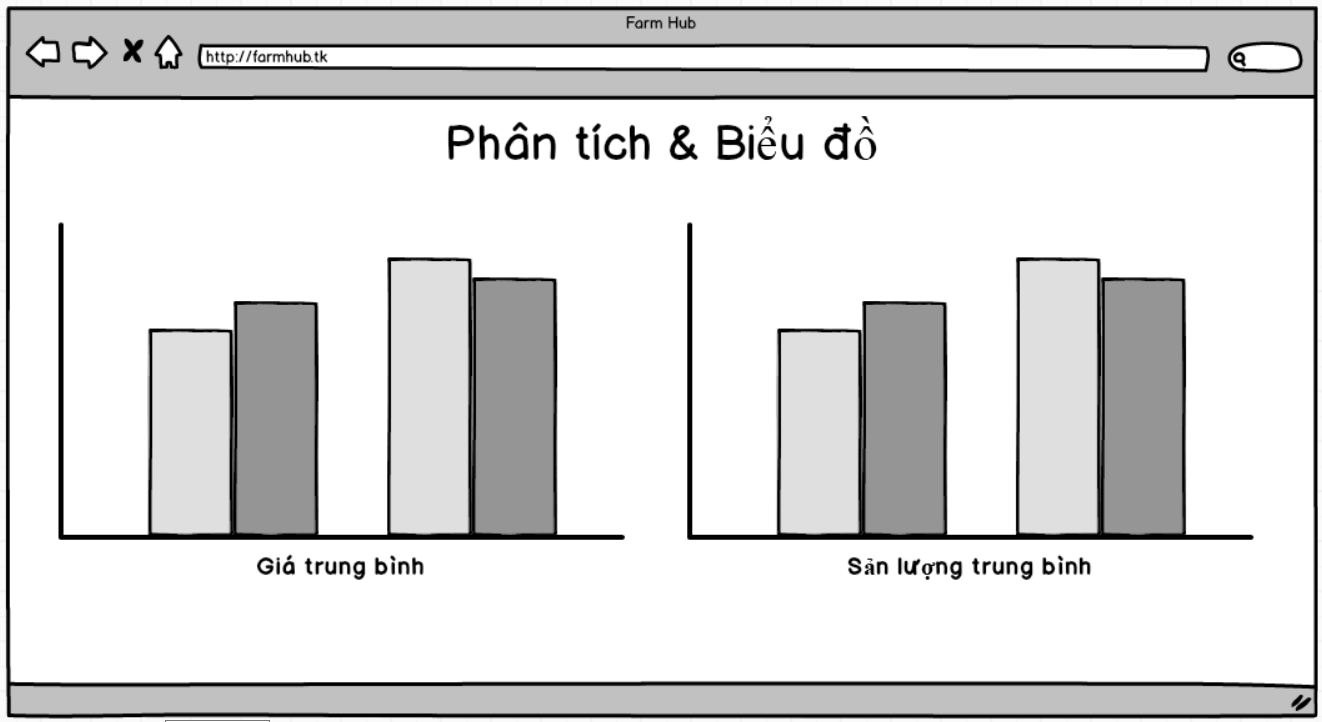 Farm Hub
http://farmhub.tk
Phân tích & Biểu đồ
Giá trung bình
Sản lượng trung bình